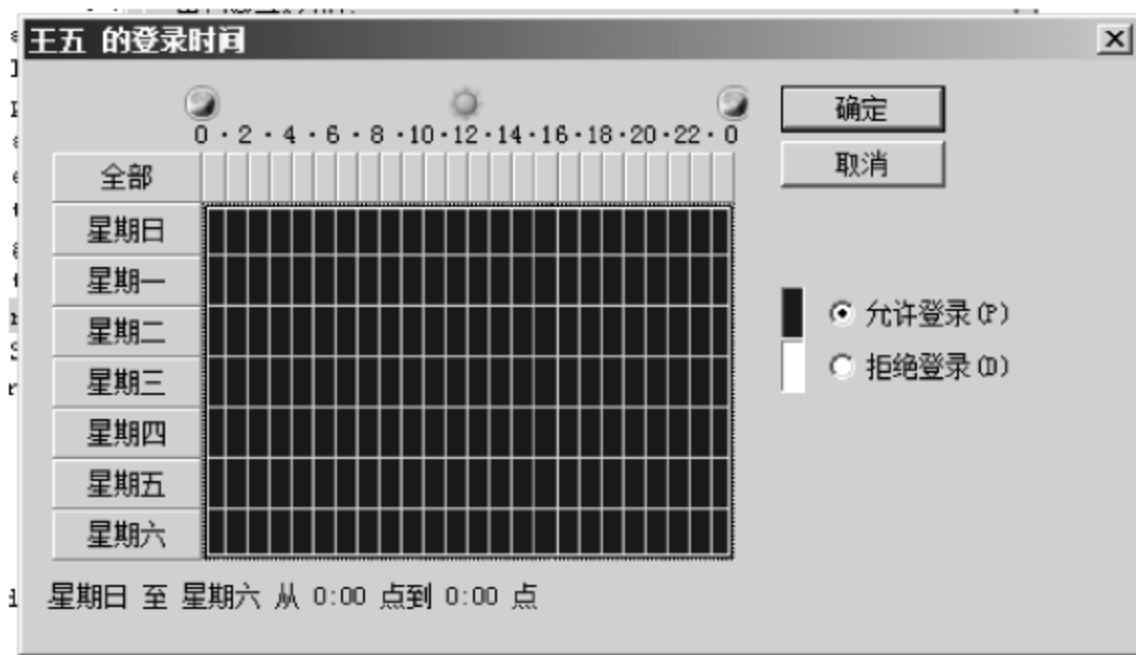 王五 的登录时间
0 · 2 · 4 · 6 · 8 · 10 · 12 · 14 · 16 · 18 · 20 · 22 · 0
确定
取消
全部
星期日
星期一
星期二
星期三
星期四
星期五
星期六
允许登录(P)
拒绝登录(D)
星期日 至 星期六 从 0:00 点到 0:00 点